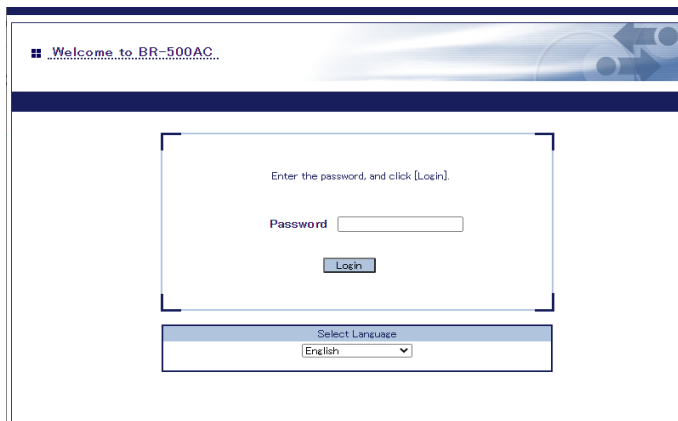 Welcome to BR-500AC
Enter the password, and click [Login].
Password
Login
Select Language
English